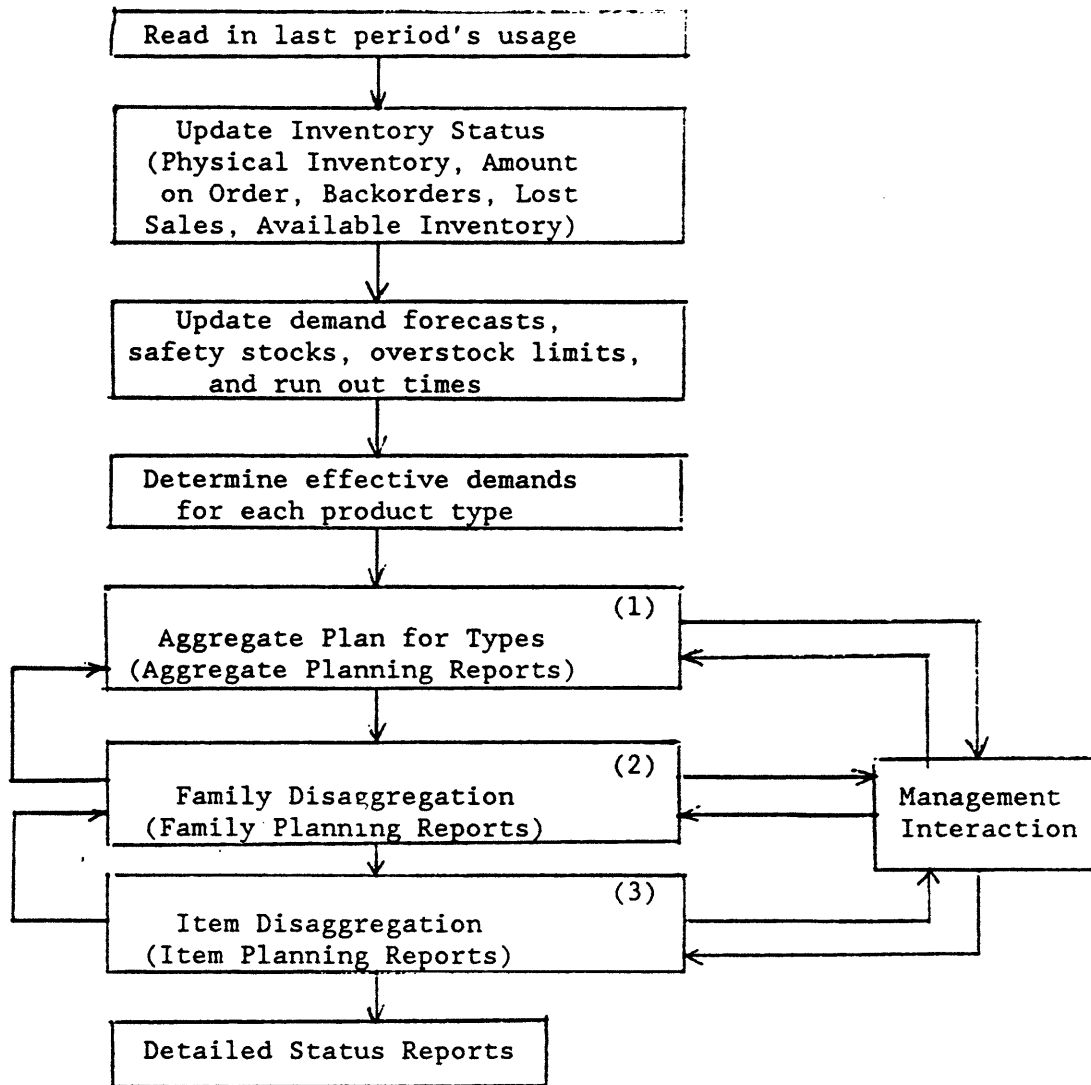 Read in last period's usage
Update Inventory Status
(Physical Inventory, Amount
on Order, Backorders, Lost
Sales, Available Inventory)
Update demand forecasts,
safety stocks, overstock limits,
and run out times
Determine effective demands
for each product type
(1)
Aggregate Plan for Types
(Aggregate Planning Reports)
(2)
Family Disaggregation
(Family Planning Reports)
Management
Interaction
(3)
Item Disaggregation
(Item Planning Reports)
Detailed Status Reports